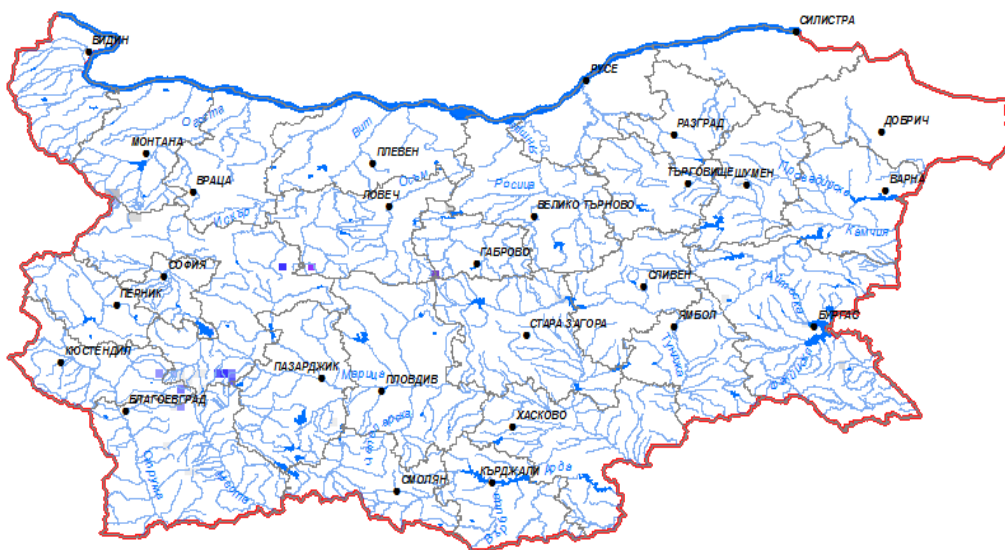 СИЛИСТРА
ВИДИН
РУСЕ
Огоста
Вит
ДОБРИЧ
РАЗГРАД
МОНТАНА
ПЛЕВЕН
Осъм
ТЪРГОВИЩЕ
ШУМЕН
ВРАЦА
Росица
ВАРНА
ЛОВЕЧ
Искър
ВЕЛИКО ТЪРНОВО
Камчия
ГАБРОВО
СОФИЯ
СЛИВЕН
ПЕРНИК
ЯМБОЛ
БУРГАС
СТАРА ЗАГОРА
Тунджа
КЮСТЕНДИЛ
ПАЗАРДЖИК
Марица
ПЛОВДИВ
БЛАГОЕВГРАД
ХАСКОВО
Струма
КЪРДЖАЛИ
Арда
СМОЛЯН